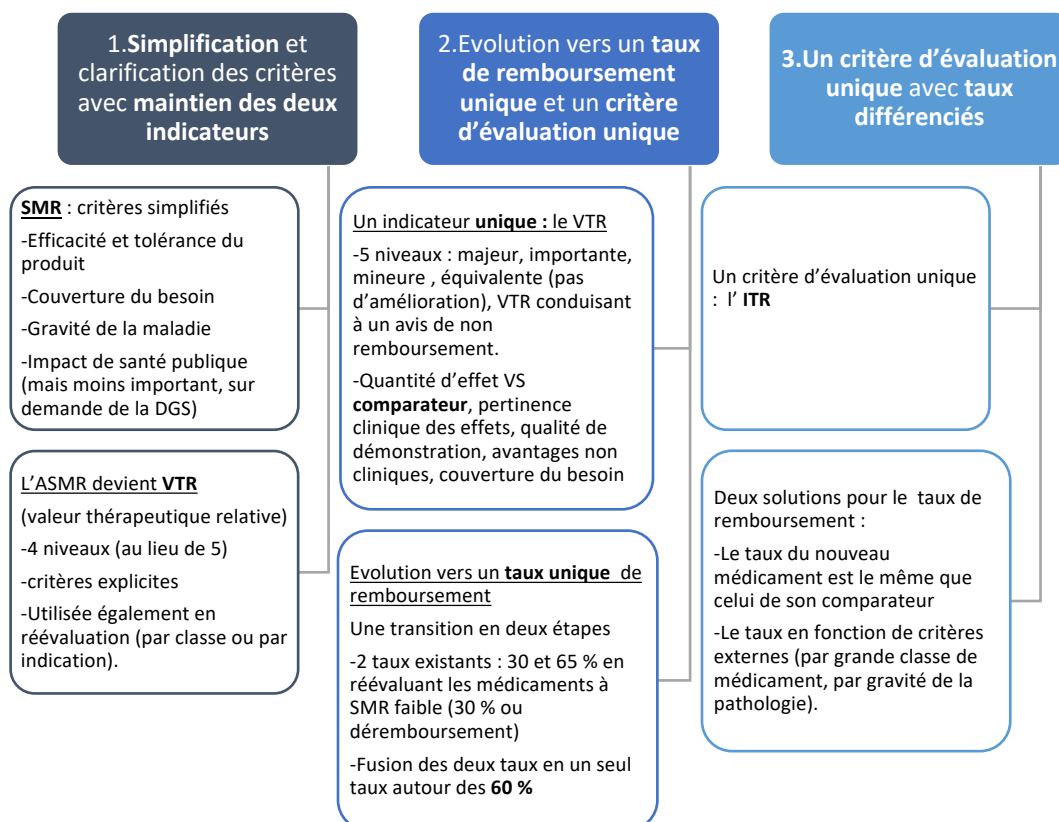 1.Simplification et
clarification des critères
avec maintien des deux
indicateurs
SMR : critères simplifiés
-Efficacité et tolérance du
produit
-Couverture du besoin
-Gravité de la maladie
-Impact de santé publique
(mais moins important, sur
demande de la DGS)
L'ASMR devient VTR
(valeur thérapeutique relative)
-4 niveaux (au lieu de 5)
-critères explicites
-Utilisée également en
réévaluation (par classe ou par
indication).
2.Evolution vers un taux
de remboursement
unique et un critère
d'évaluation unique
Un indicateur unique : le VTR
-5 niveaux : majeur, importante,
mineure , équivalente (pas
d'amélioration), VTR conduisant
à un avis de non
remboursement.
-Quantité d'effet VS
comparateur, pertinence
clinique des effets, qualité de
démonstration, avantages non
cliniques, couverture du besoin
Evolution vers un taux unique de
remboursement
Une transition en deux étapes
-2 taux existants : 30 et 65 % en
réévaluant les médicaments à
SMR faible (30 % ou
déremboursement)
-Fusion des deux taux en un seul
taux autour des 60 %
3.Un critère d'évaluation
unique avec taux
différenciés
Un critère d'évaluation unique
: l' ITR
Deux solutions pour le taux de
remboursement :
-Le taux du nouveau
médicament est le même que
celui de son comparateur
-Le taux en fonction de critères
externes (par grande classe de
médicament, par gravité de la
pathologie).